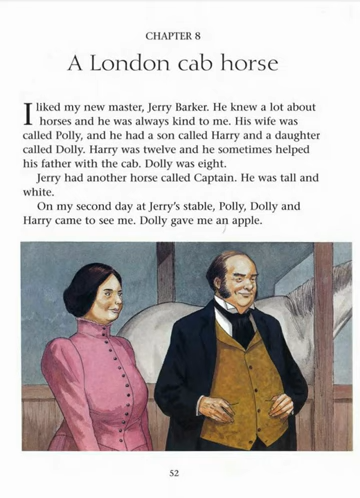 CHAPTER 8
A London cab horse
I liked my new master, Jerry Barker. He knew a lot about
horses and he was always kind to me. His wife was
called Polly, and he had a son called Harry and a daughter
called Dolly. Harry was twelve and he sometimes helped
his father with the cab. Dolly was eight.
Jerry had another horse called Captain. He was tall and
white.
On my second day at Jerry's stable, Polly, Dolly and
Harry came to see me. Dolly gave me an apple.
52